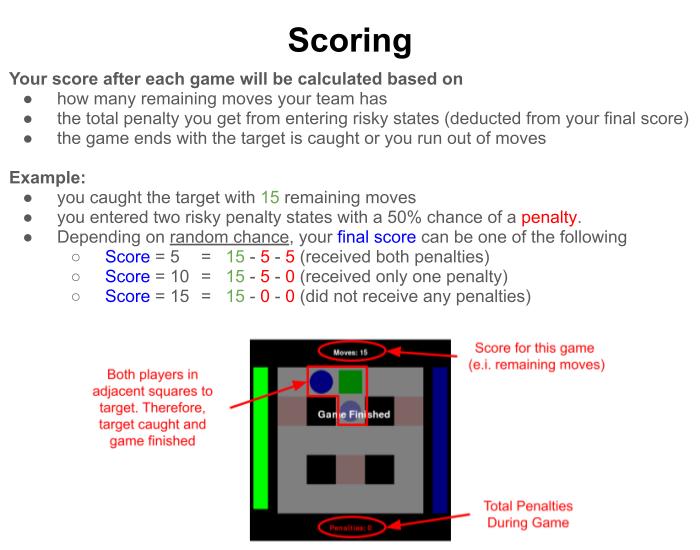 Scoring
Your score after each game will be calculated based on
● how many remaining moves your team has
● the total penalty you get from entering risky states (deducted from your final score)
● the game ends with the target is caught or you run out of moves
Example:
● you caught the target with 15 remaining moves
● you entered two risky penalty states with a 50% chance of a penalty.
● Depending on random chance, your final score can be one of the following
○ Score = 5 = 15 - 5 - 5 (received both penalties)
○ Score = 10 = 15 - 5 - 0 (received only one penalty)
○ Score = 15 = 15 - 0 - 0 (did not receive any penalties)
Moves: 15
Score for this game
(e.i. remaining moves)
Both players in
adjacent squares to
target. Therefore,
target caught and
game finished
Game Finished
Total Penalties
During Game
Penalties: 0